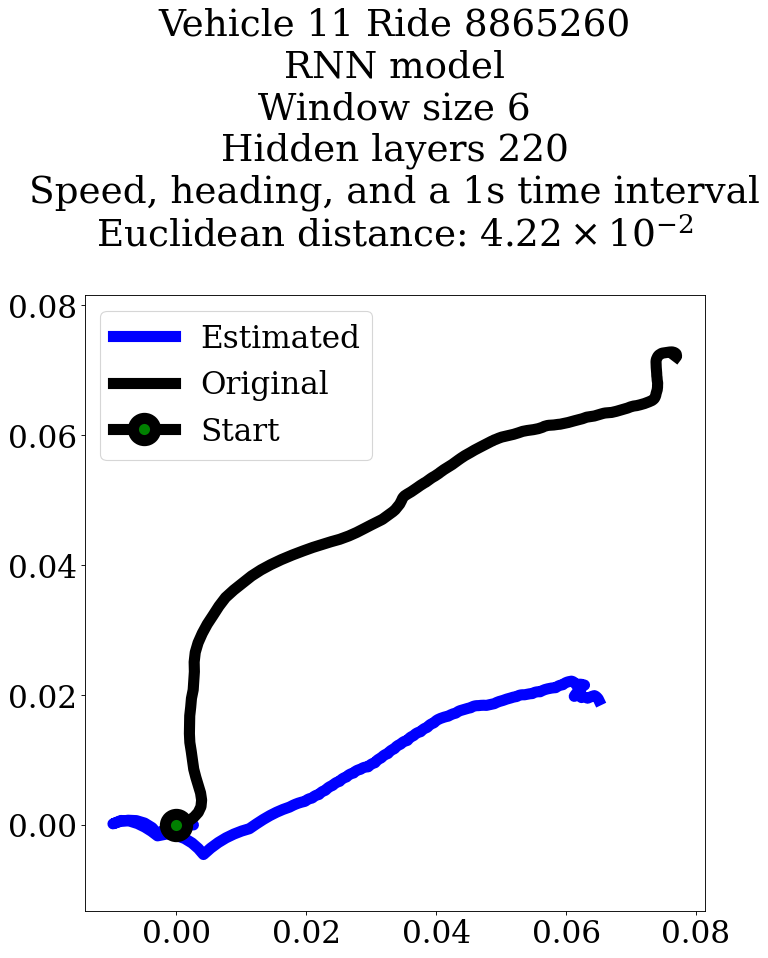 Vehicle 11 Ride 8865260
RNN model
Window size 6
Hidden layers 220
Speed, heading, and a 1s time interval
Euclidean distance: 4.22 × 10⁻²
Estimated
Original
Start
0.08
0.06
0.04
0.02
0.00
0.00 0.02 0.04 0.06 0.08